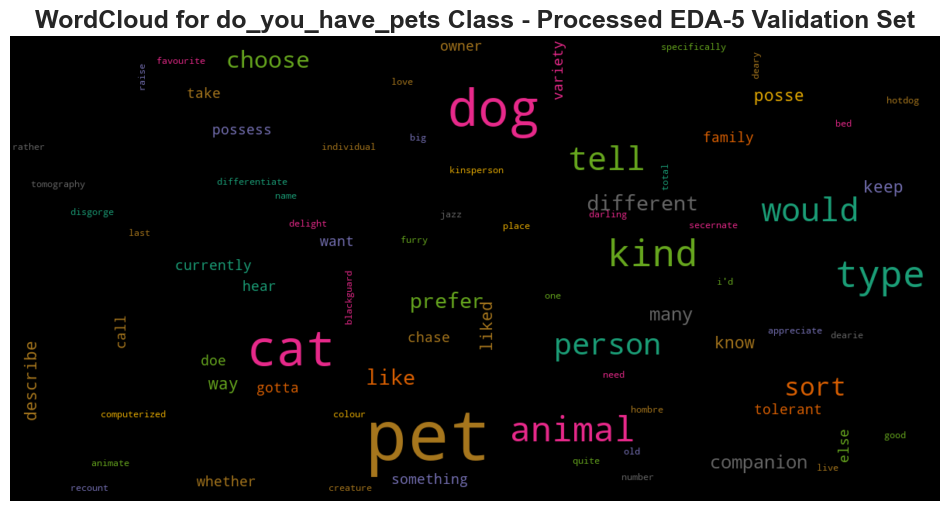 WordCloud for do_you_have_pets Class - Processed EDA-5 Validation Set
owner
specifically
favourite
choose
variety
deary
raise
love
take
posse
hotdog
dog
possess
big
family
bed
rather
individual
tell
kinsperson
total
tomography
differentiate
name
keep
different
would
disgorge
delight
jazz
darling
place
secernate
last
want
furry
kind
currently
type
hear
blackguard
one
i'd
prefer
liked
many
call
chase
appreciate
dearie
cat
person
know
describe
doe
way
gotta
like
need
sort
computerized
colour
hombre
tolerant
pet
animal
else
good
animate
quite
old
companion
live
recount
whether
creature
something
number